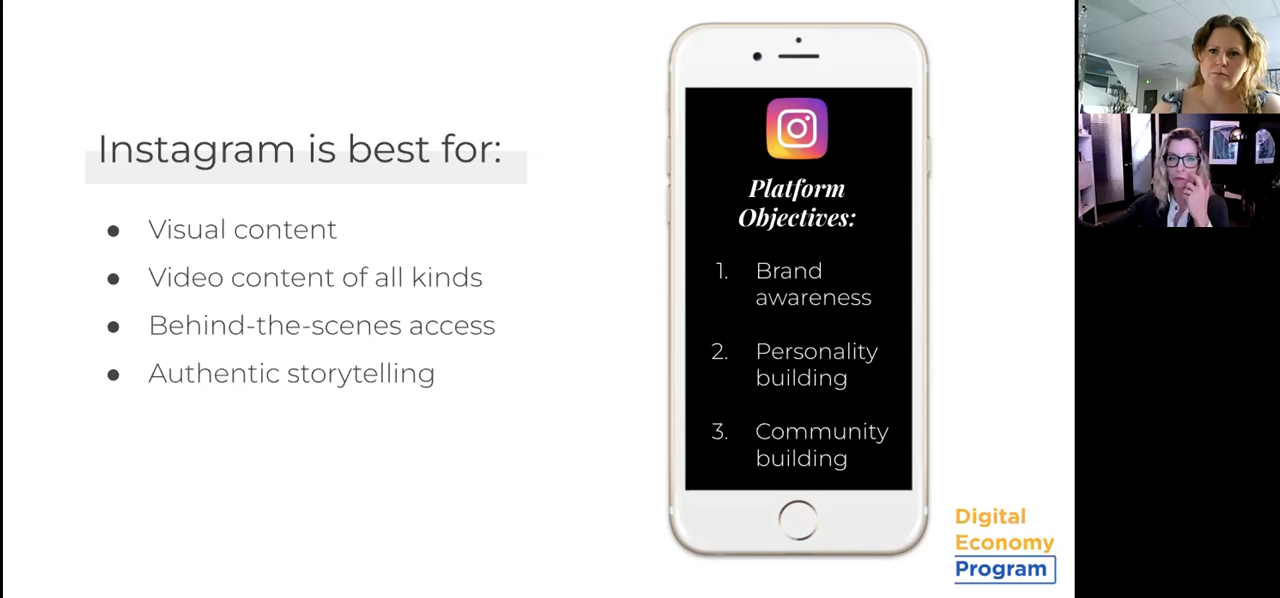 Instagram is best for:
● Visual content
● Video content of all kinds
● Behind-the-scenes access
● Authentic storytelling
Platform
Objectives:
1. Brand
awareness
2. Personality
building
3. Community
building
Digital
Economy
Program